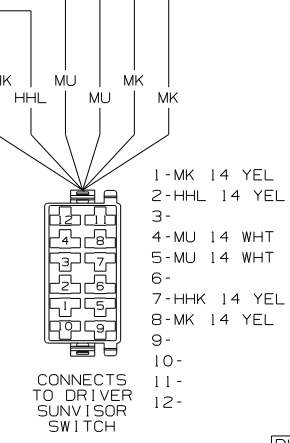 MU MK
HHL MU MK
1-MK 14 YEL
2-HHL 14 YEL
3-
4-MU 14 WHT
5-MU 14 WHT
6-
7-HHK 14 YEL
8-MK 14 YEL
9-
10-
11-
12-
12 11
4 8
3 7
2 6
1 5
10 9
CONNECTS
TO DRIVER
SUNVISOR
SWITCH